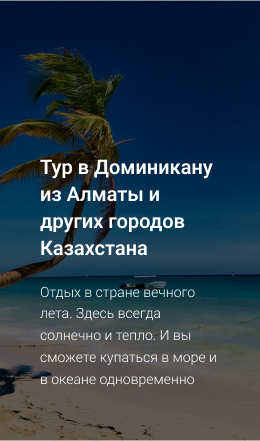 Тур в Доминикану
из Алматы и
других городов
Казахстана
Отдых в стране вечного
лета. Здесь всегда
солнечно и тепло. И вы
сможете купаться в море и
в океане одновременно